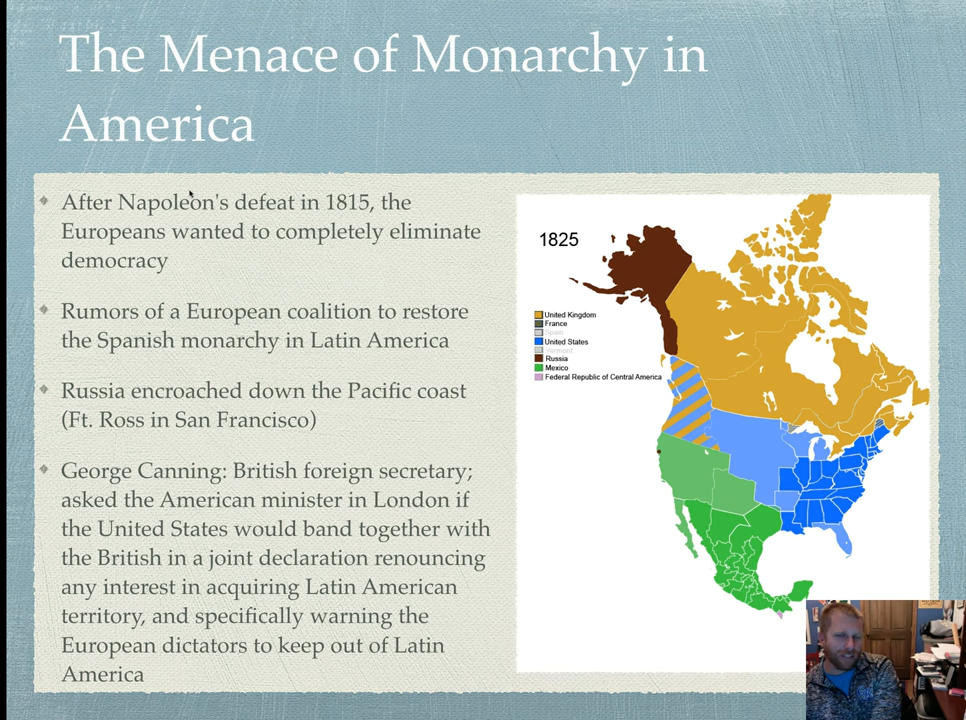 The Menace of Monarchy in
America
After Napoleon's defeat in 1815, the
Europeans wanted to completely eliminate
democracy
Rumors of a European coalition to restore
the Spanish monarchy in Latin America
Russia encroached down the Pacific coast
(Ft. Ross in San Francisco)
George Canning: British foreign secretary;
asked the American minister in London if
the United States would band together with
the British in a joint declaration renouncing
any interest in acquiring Latin American
territory, and specifically warning the
European dictators to keep out of Latin
America
1825
United Kingdom
France
Spain
United States
Vermont
Russia
Mexico
Federal Republic of Central America